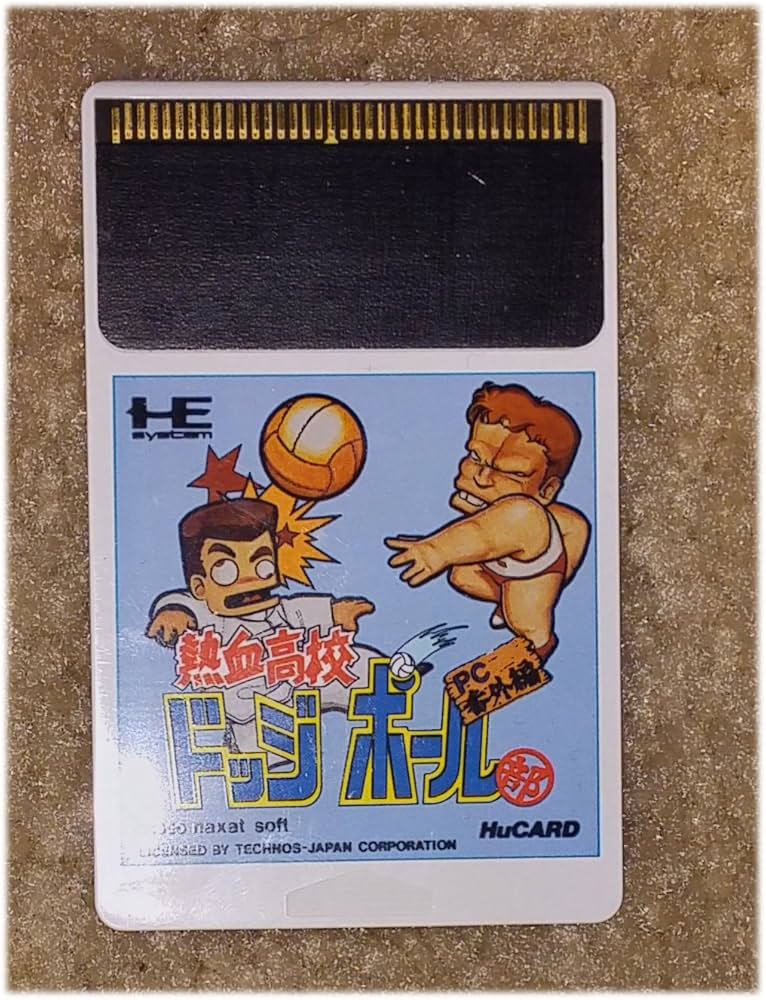 HE
system
熱血高校
ドッジボール部
PC
番外編
naxat soft
HuCARD
LICENSED BY TECHNOS-JAPAN CORPORATION